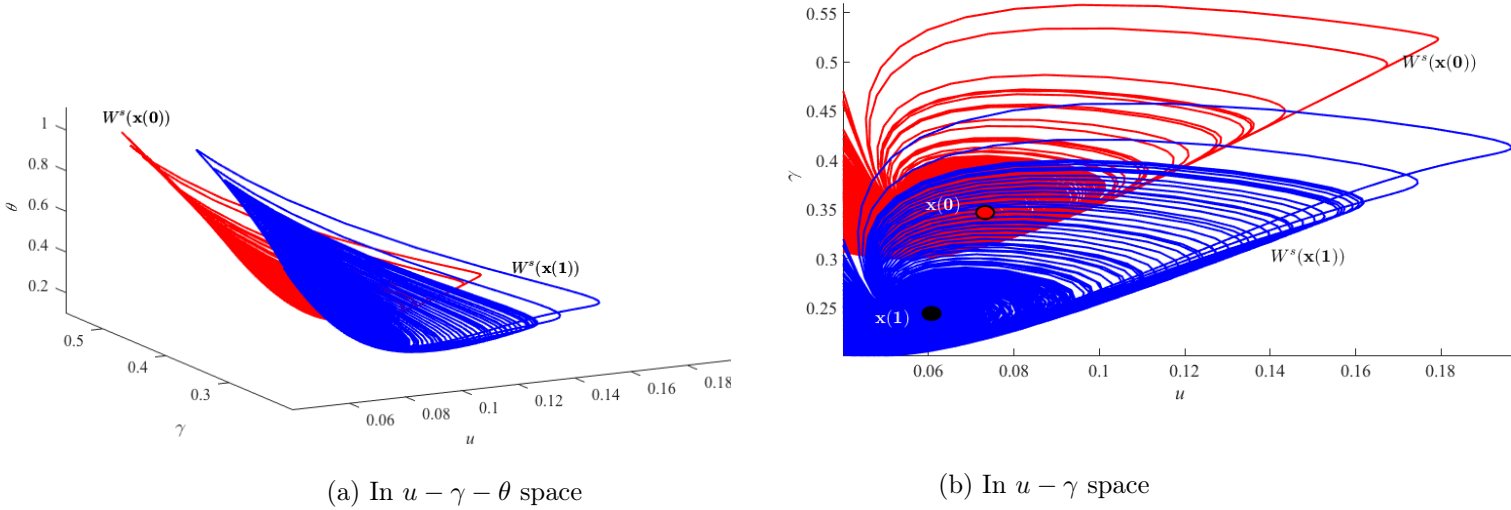 W^s(x(0))
1
0.8
0.6
0.4
0.2
θ
W^s(x(1))
0.5
0.4
0.3
γ
0.06
0.08
0.1
0.12
0.14
0.16
0.18
u
(a) In u − γ − θ space
0.55
0.5
0.45
0.4
0.35
0.3
0.25
γ
W^s(x(0))
x(0)
W^s(x(1))
x(1)
0.06 0.08 0.1 0.12 0.14 0.16 0.18
u
(b) In u − γ space